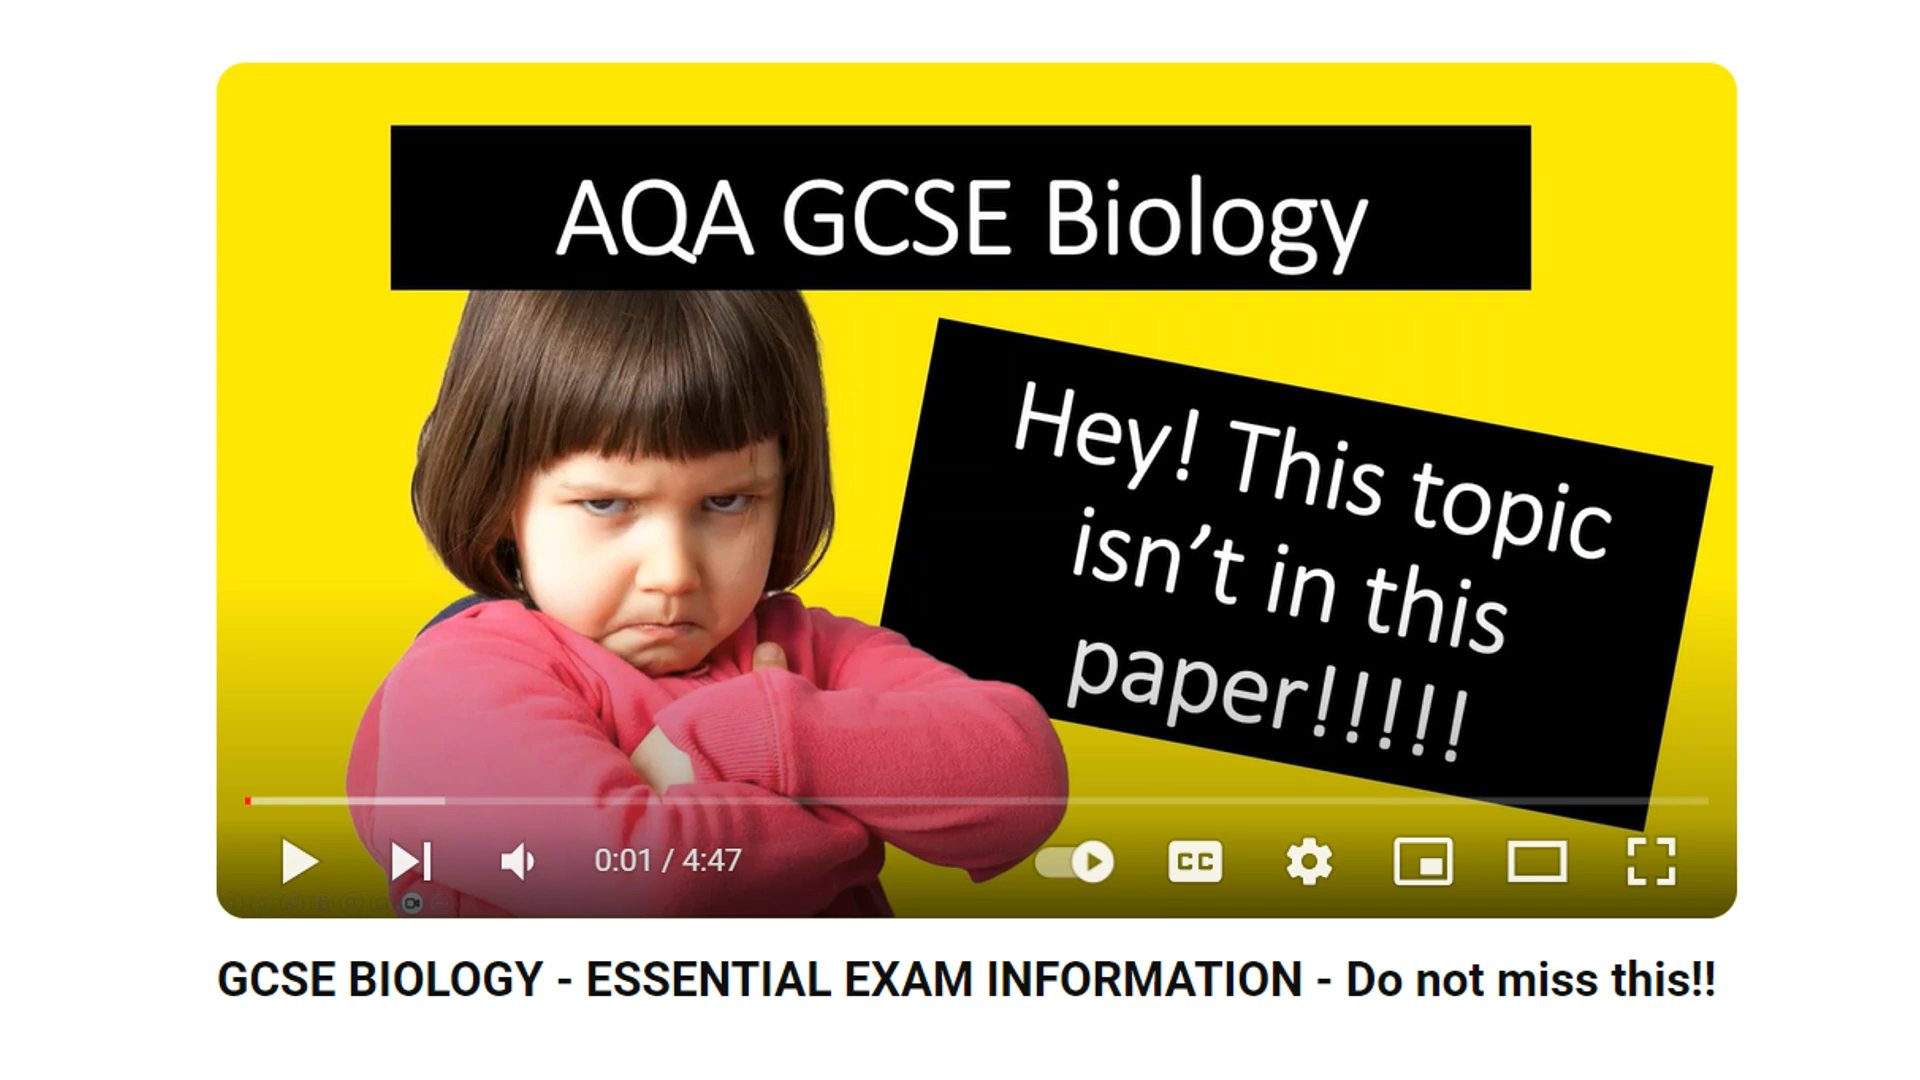 AQA GCSE Biology
Hey! This topic
isn’t in this
paper!!!!!
0:01 / 4:47
CC
GCSE BIOLOGY - ESSENTIAL EXAM INFORMATION - Do not miss this!!